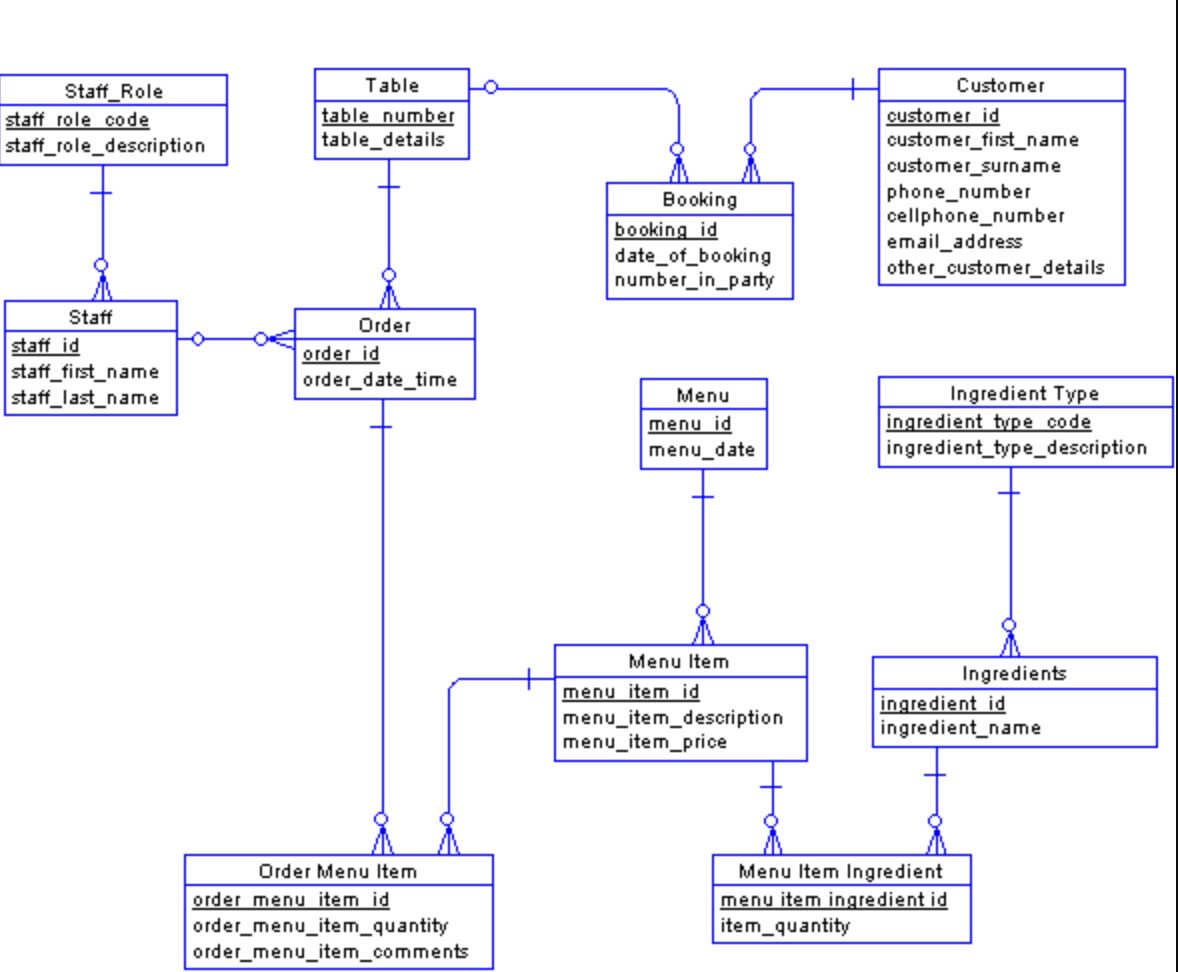 Staff_Role
staff_role_code
staff_role_description
Table
table_number
table_details
Customer
customer_id
customer_first_name
customer_surname
phone_number
cellphone_number
email_address
other_customer_details
Booking
booking_id
date_of_booking
number_in_party
Staff
staff_id
staff_first_name
staff_last_name
Order
order_id
order_date_time
Menu
menu_id
menu_date
Ingredient Type
ingredient_type_code
ingredient_type_description
Menu Item
menu_item_id
menu_item_description
menu_item_price
Ingredients
ingredient_id
ingredient_name
Order Menu Item
order_menu_item_id
order_menu_item_quantity
order_menu_item_comments
Menu Item Ingredient
menu item ingredient id
item_quantity